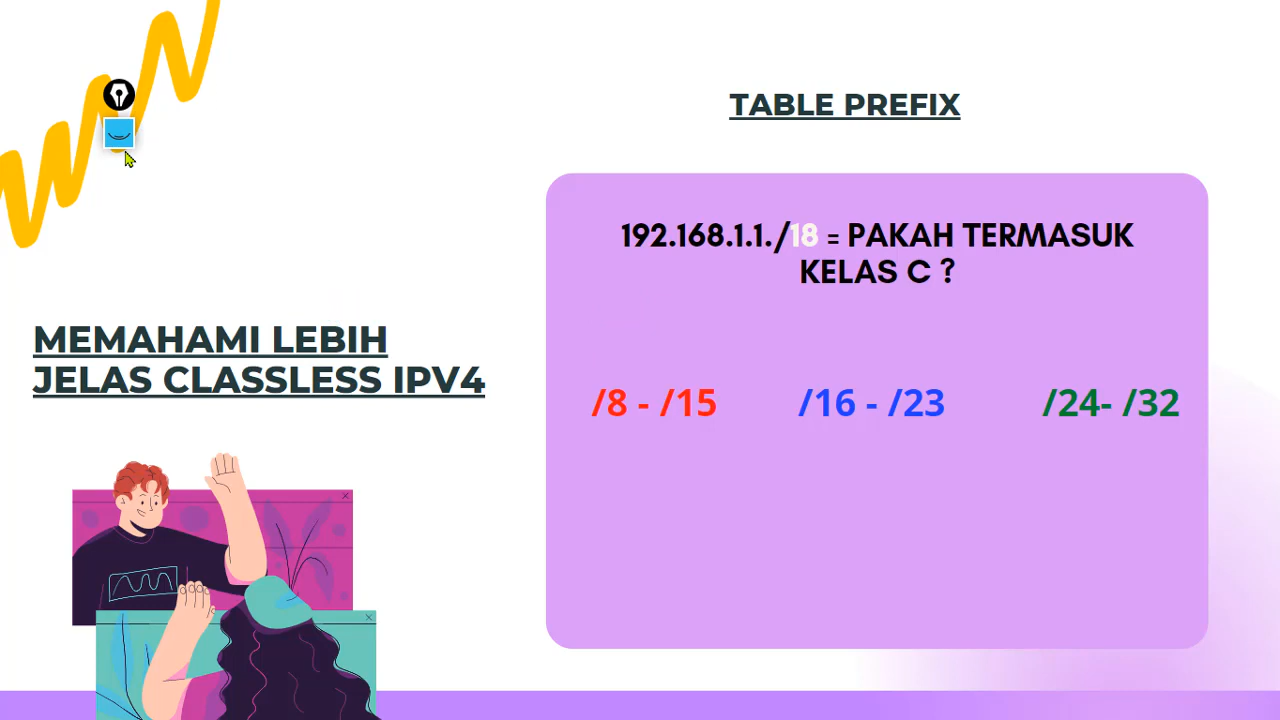 TABLE PREFIX
192.168.1.1./18 = PAKAH TERMASUK
KELAS C ?
MEMAHAMI LEBIH
JELAS CLASSLESS IPV4
/8 - /15
/16 - /23
/24- /32